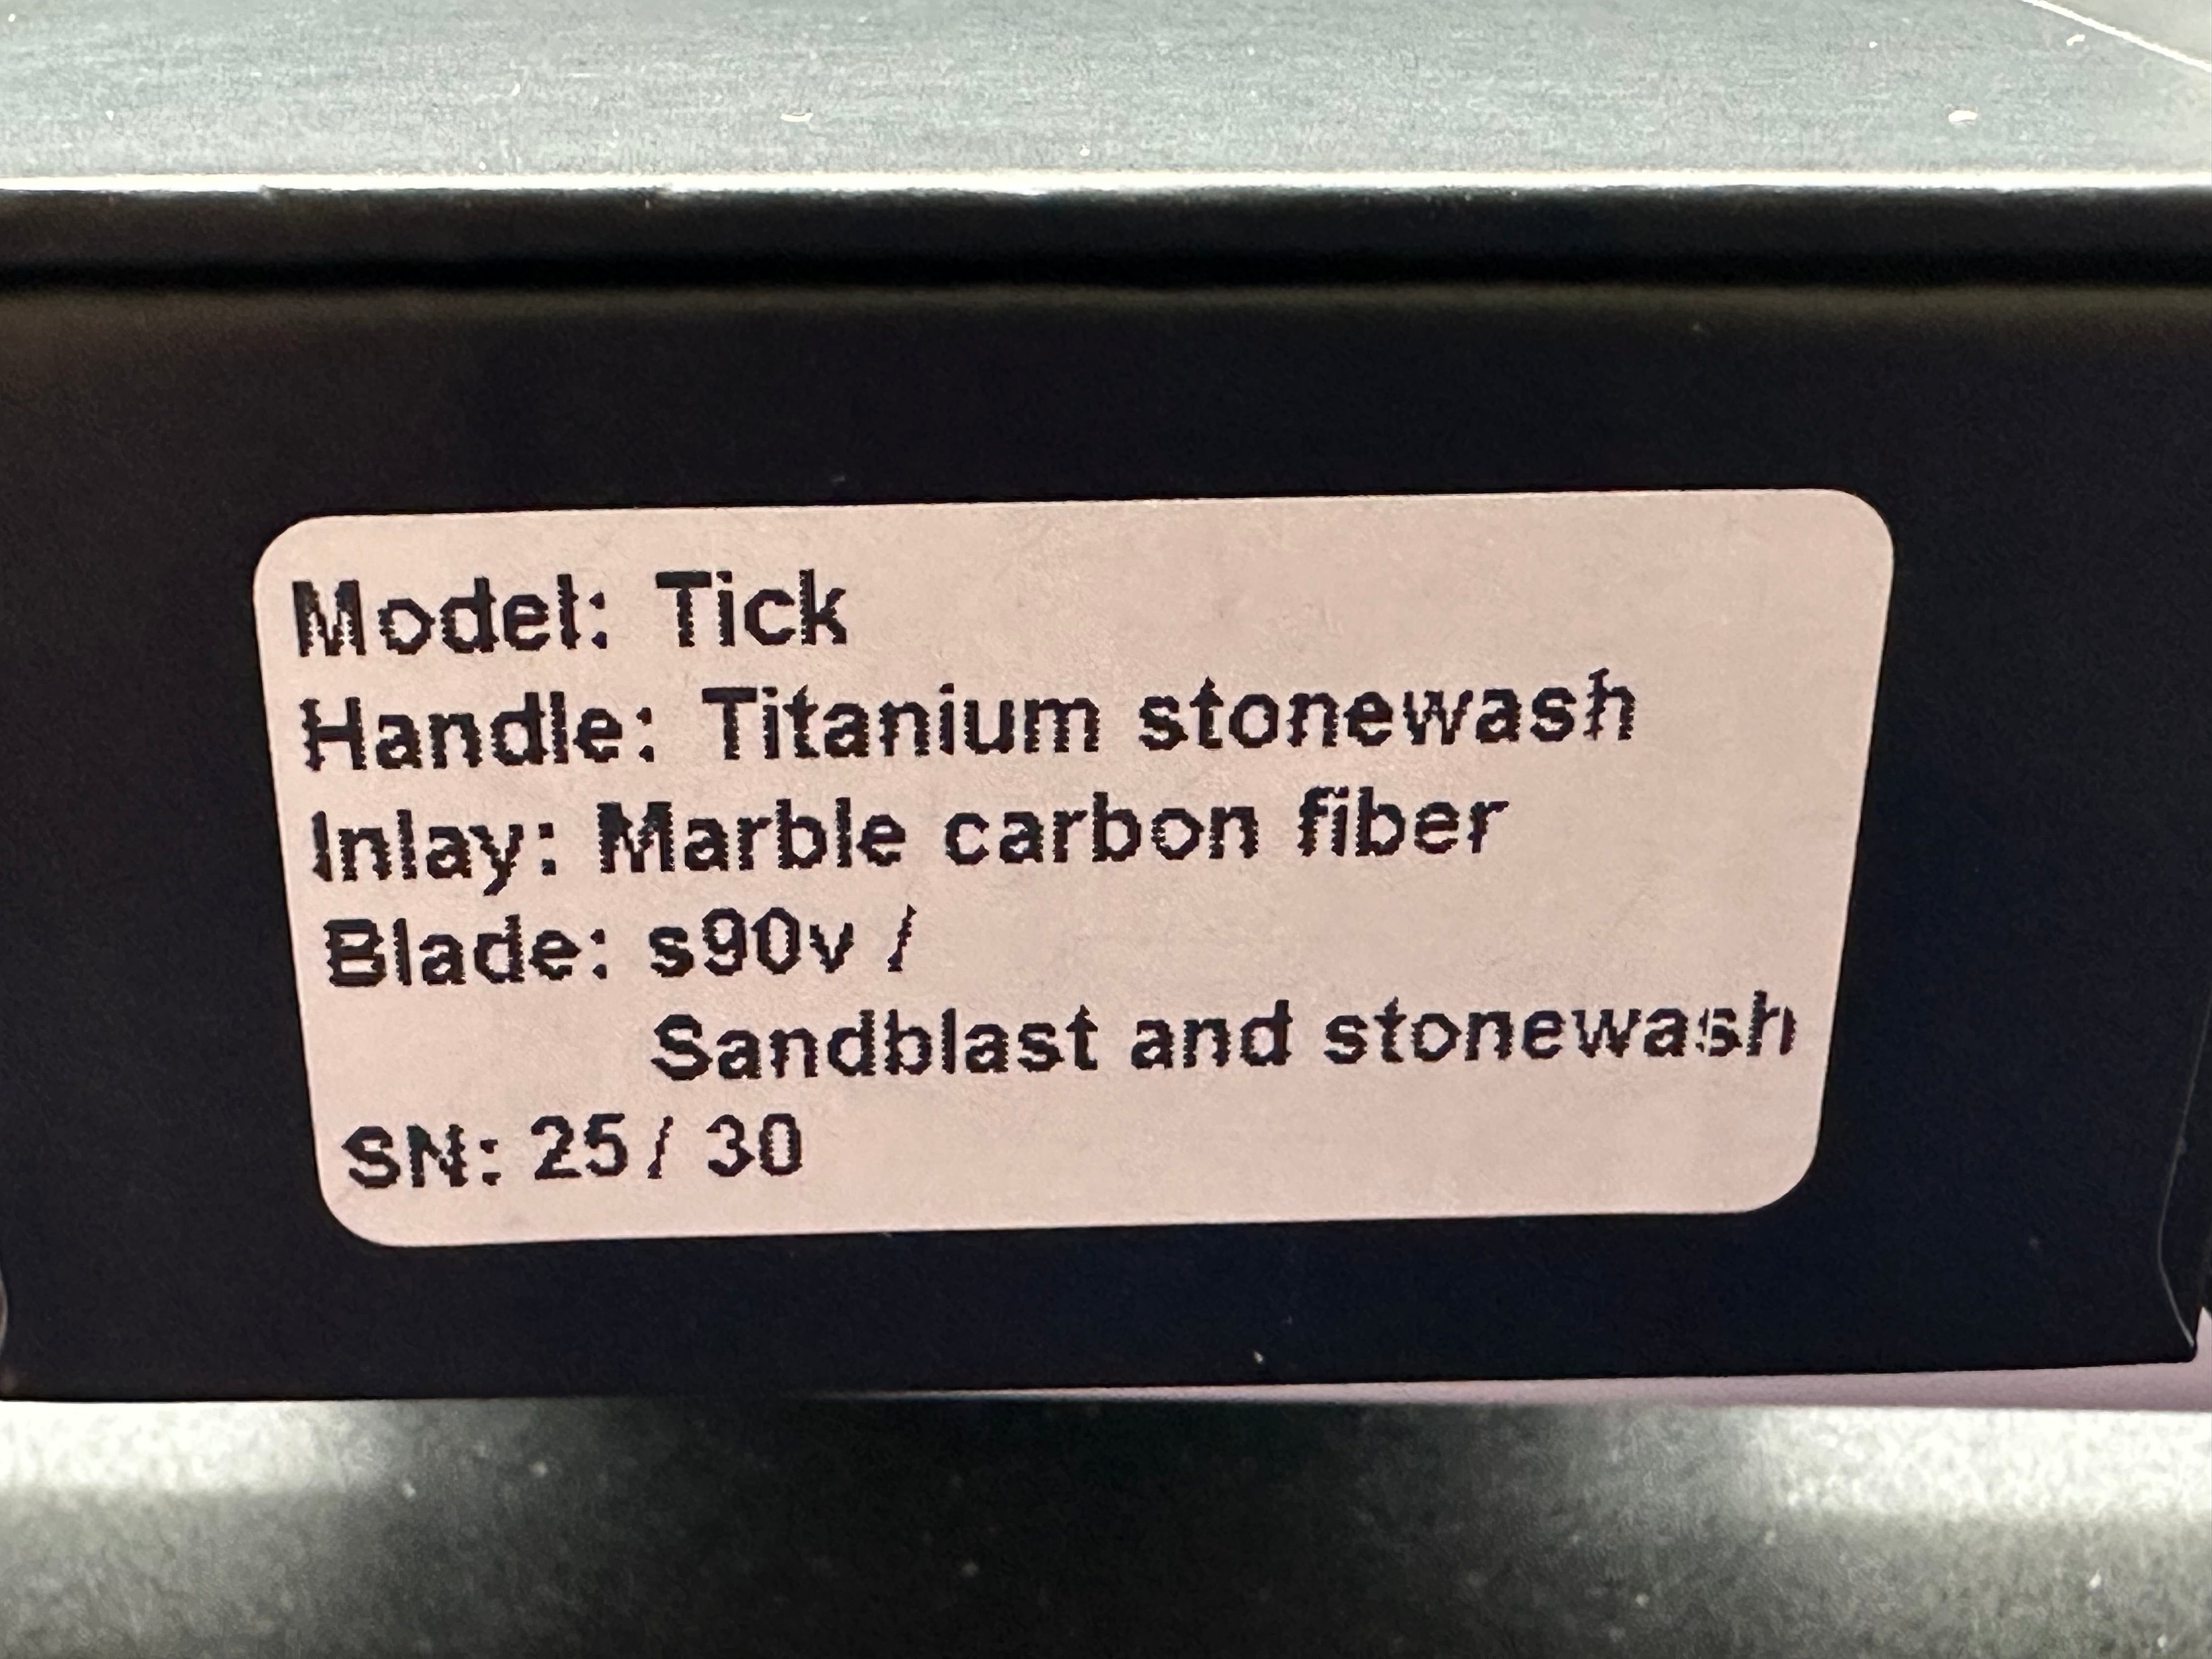 Model: Tick
Handle: Titanium stonewash
Inlay: Marble carbon fiber
Blade: s90v /
Sandblast and stonewash
SN: 25/ 30